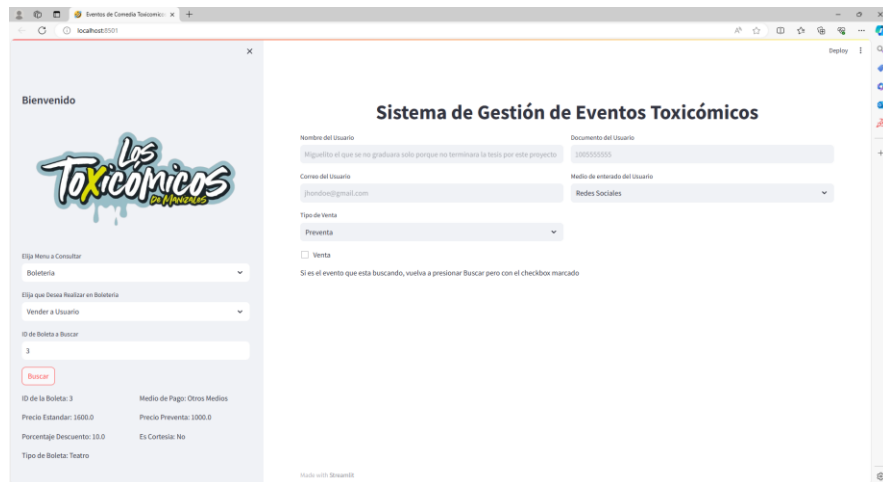 Eventos de Comedia Toxicomic
localhost:8501
Deploy
Bienvenido
Los
Toxicómicos
DE MANIZALES
Elija Menu a Consultar
Boleteria
Elija que Desea Realizar en Boleteria
Vender a Usuario
ID de Boleta a Buscar
3
Buscar
ID de la Boleta: 3
Medio de Pago: Otros Medios
Precio Estandar: 1600.0
Precio Preventa: 1000.0
Porcentaje Descuento: 10.0
Es Cortesia: No
Tipo de Boleta: Teatro
Sistema de Gestión de Eventos Toxicómicos
Nombre del Usuario
Documento del Usuario
Miguelito el que se no graduara solo porque no terminara la tesis por este proyecto
1005555555
Correo del Usuario
Medio de enterado del Usuario
jhondoe@gmail.com
Redes Sociales
Tipo de Venta
Preventa
Venta
Si es el evento que esta buscando, vuelva a presionar Buscar pero con el checkbox marcado
Made with Streamlit